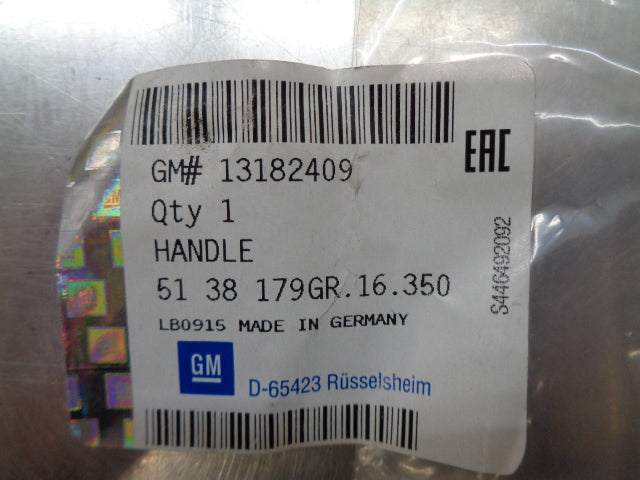 EAC
GM# 13182409
Qty 1
HANDLE
51 38 179GR.16.350
LB0915 MADE IN GERMANY
GM
D-65423 Rüsselsheim
S446492092